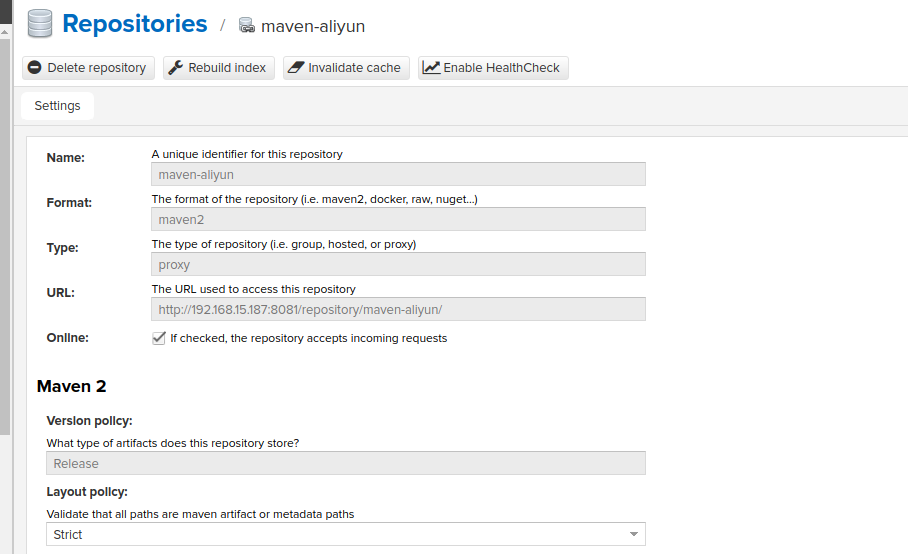 Repositories / maven-aliyun
Delete repository Rebuild index Invalidate cache Enable HealthCheck
Settings
Name: A unique identifier for this repository
maven-aliyun
Format: The format of the repository (i.e. maven2, docker, raw, nuget...)
maven2
Type: The type of repository (i.e. group, hosted, or proxy)
proxy
URL: The URL used to access this repository
http://192.168.15.187:8081/repository/maven-aliyun/
Online: If checked, the repository accepts incoming requests
Maven 2
Version policy:
What type of artifacts does this repository store?
Release
Layout policy:
Validate that all paths are maven artifact or metadata paths
Strict